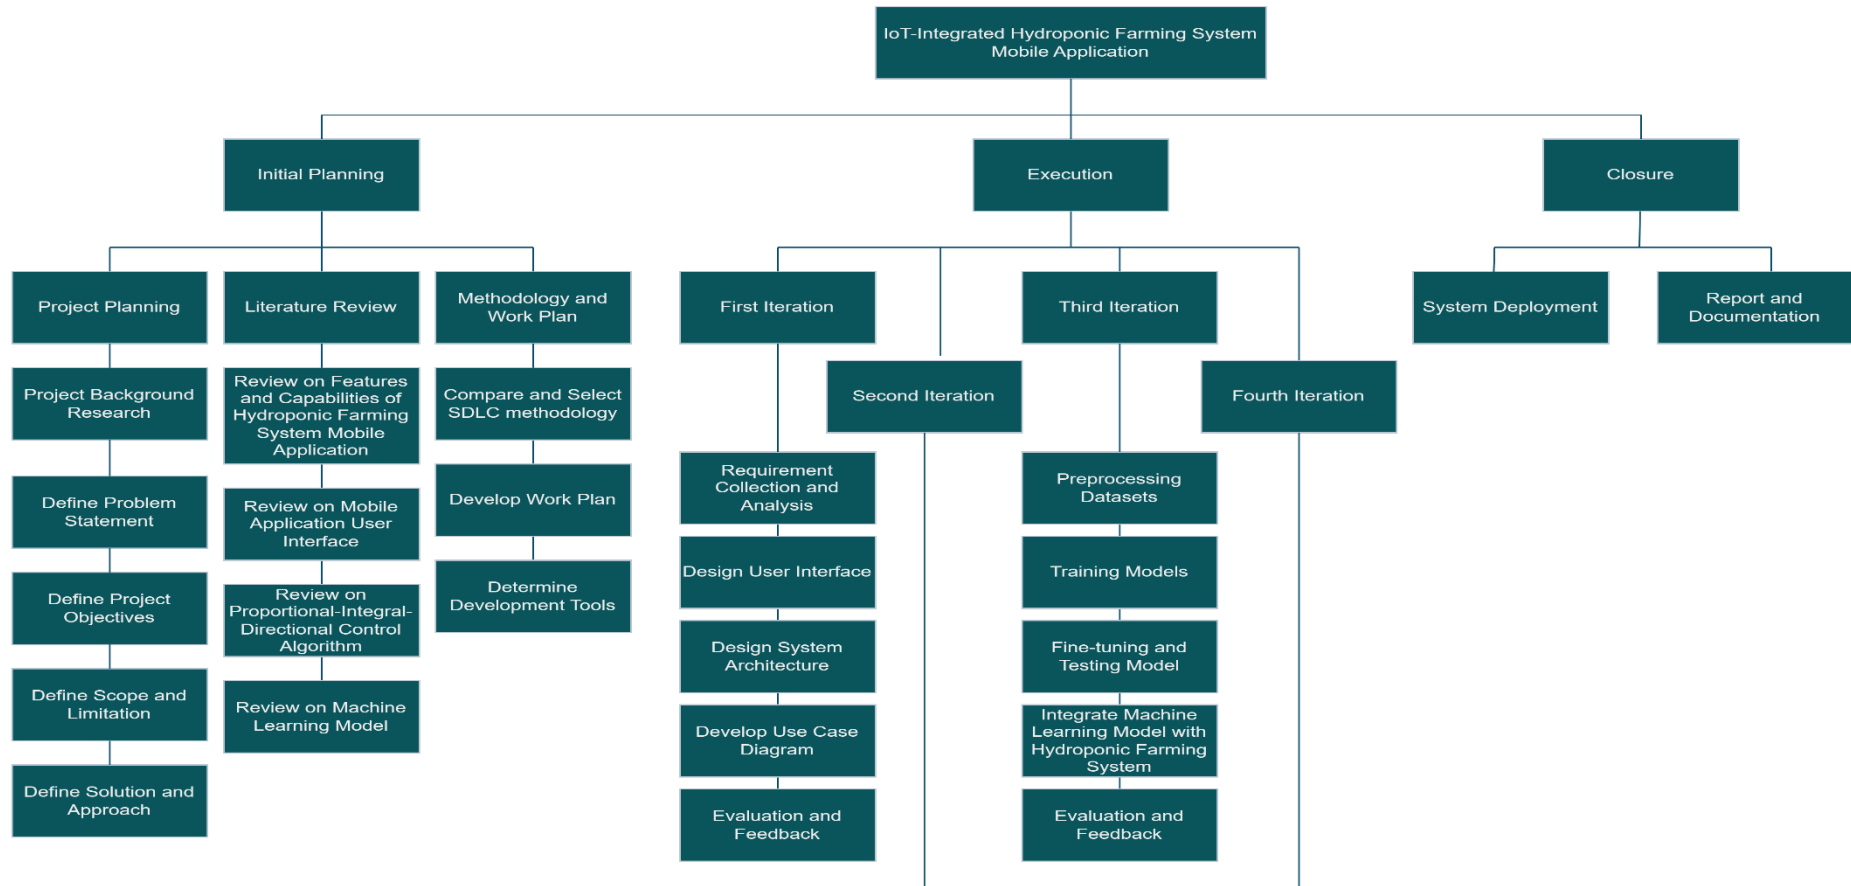 IoT-Integrated Hydroponic Farming System
Mobile Application
Initial Planning
Execution
Closure
Project Planning
Literature Review
Methodology and
Work Plan
First Iteration
Third Iteration
System Deployment
Report and
Documentation
Second Iteration
Fourth Iteration
Project Background
Research
Define Problem
Statement
Define Project
Objectives
Define Scope and
Limitation
Define Solution and
Approach
Review on Features
and Capabilities of
Hydroponic Farming
System Mobile
Application
Review on Mobile
Application User
Interface
Review on
Proportional-Integral-
Directional Control
Algorithm
Review on Machine
Learning Model
Compare and Select
SDLC methodology
Develop Work Plan
Determine
Development Tools
Requirement
Collection and
Analysis
Design User Interface
Design System
Architecture
Develop Use Case
Diagram
Evaluation and
Feedback
Preprocessing
Datasets
Training Models
Fine-tuning and
Testing Model
Integrate Machine
Learning Model with
Hydroponic Farming
System
Evaluation and
Feedback